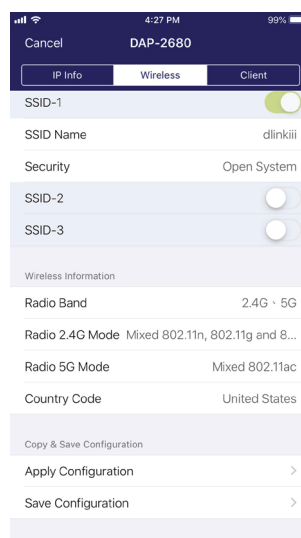 4:27 PM
99%
Cancel DAP-2680
IP Info Wireless Client
SSID-1
SSID Name dlinkiii
Security Open System
SSID-2
SSID-3
Wireless Information
Radio Band 2.4G、5G
Radio 2.4G Mode Mixed 802.11n, 802.11g and 8...
Radio 5G Mode Mixed 802.11ac
Country Code United States
Copy & Save Configuration
Apply Configuration >
Save Configuration >